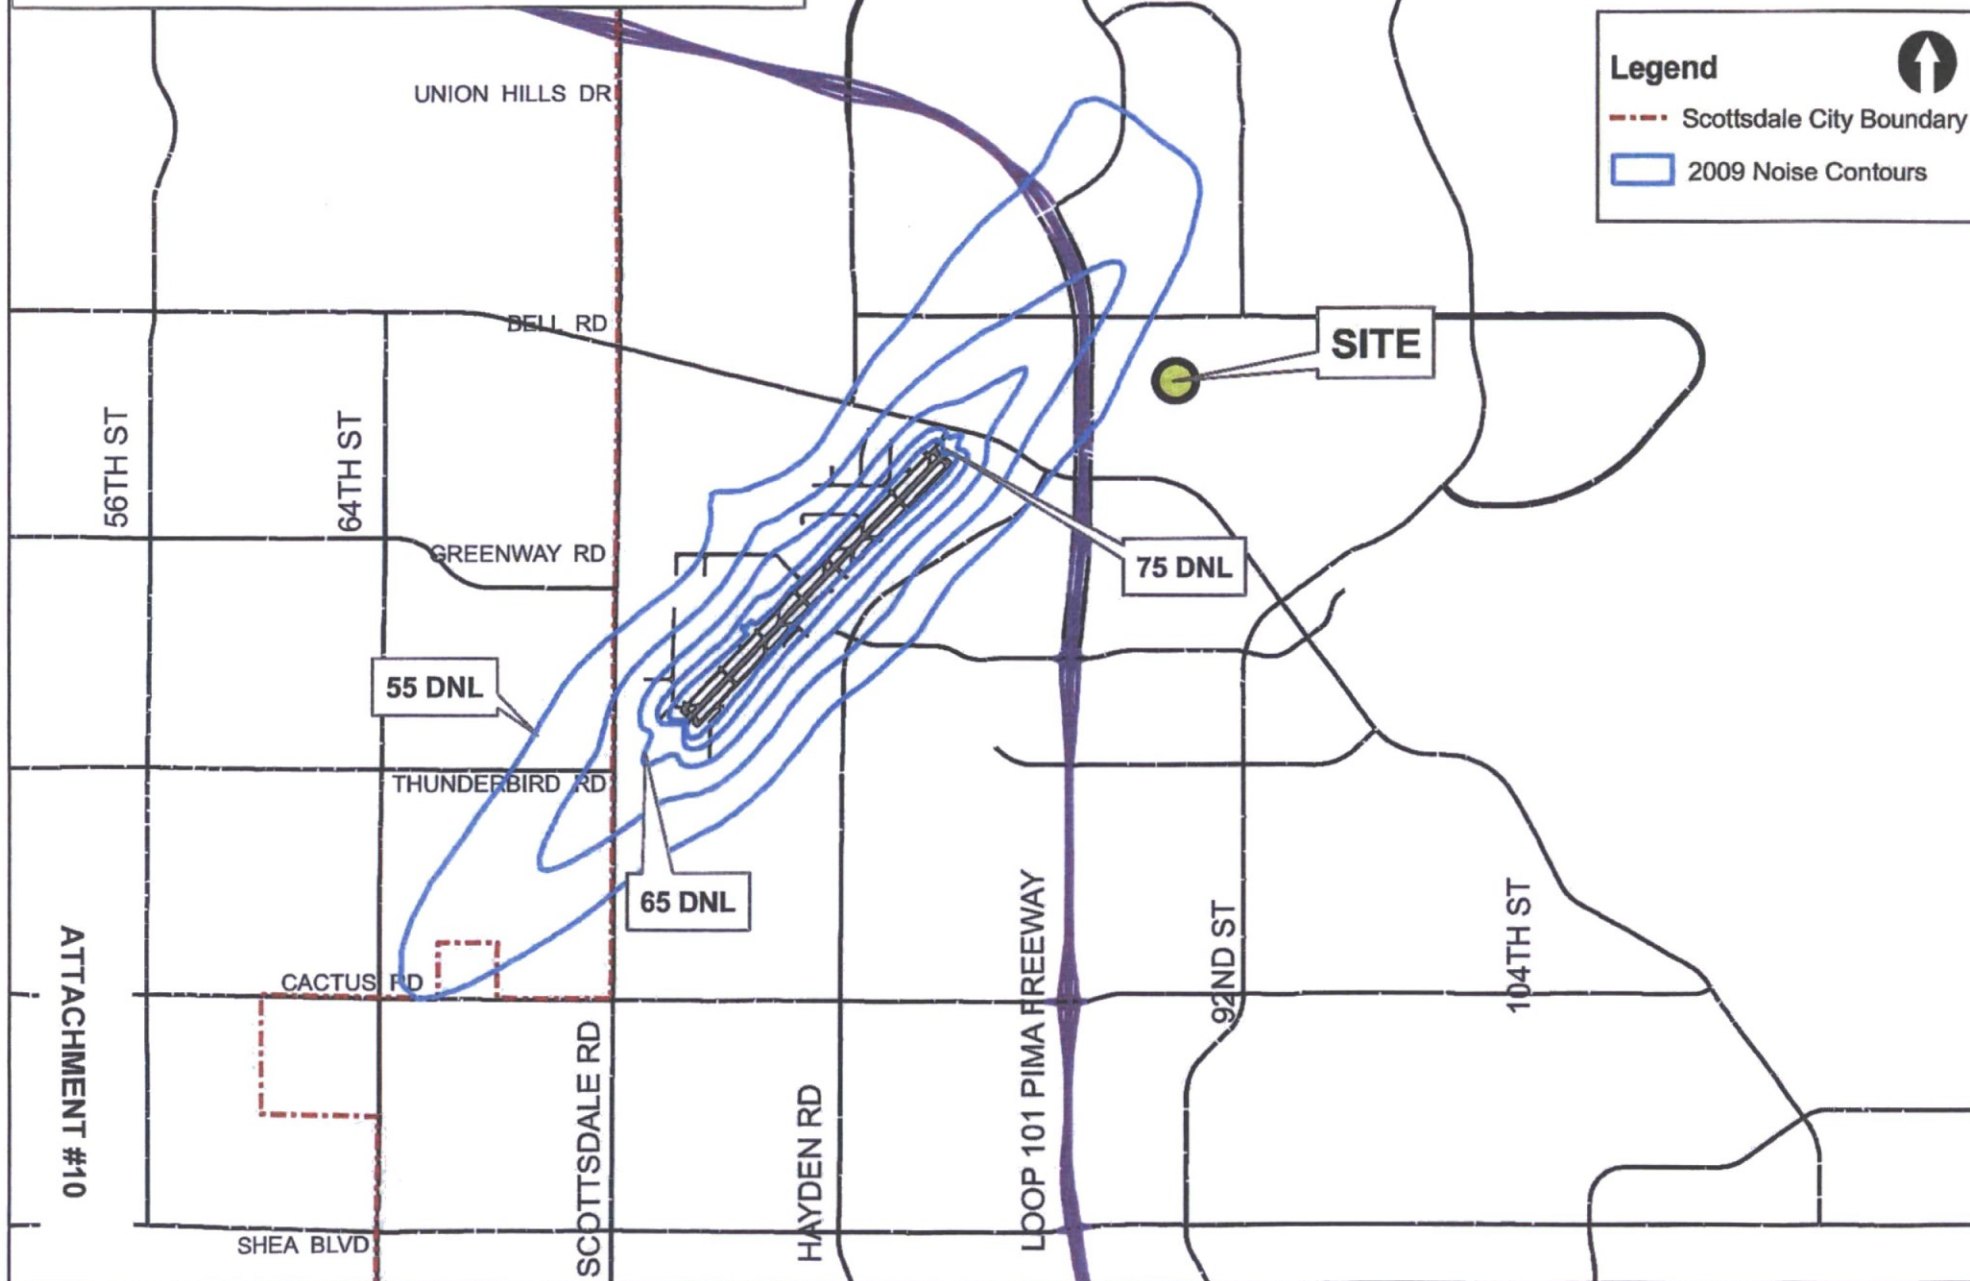 UNION HILLS DR
Legend
Scottsdale City Boundary
2009 Noise Contours
BELL RD
SITE
56TH ST
64TH ST
GREENWAY RD
75 DNL
55 DNL
THUNDERBIRD RD
65 DNL
ATTACHMENT #10
CACTUS RD
SCOTTSDALE RD
HAYDEN RD
LOOP 101 PIMA FREEWAY
92ND ST
104TH ST
SHEA BLVD